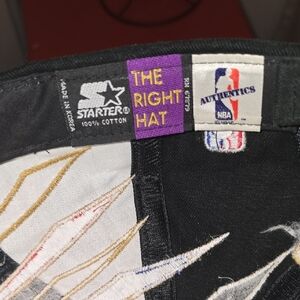 MADE IN KOREA
STARTER
100% COTTON
THE
RIGHT
HAT
AUTHENTICS
NBA